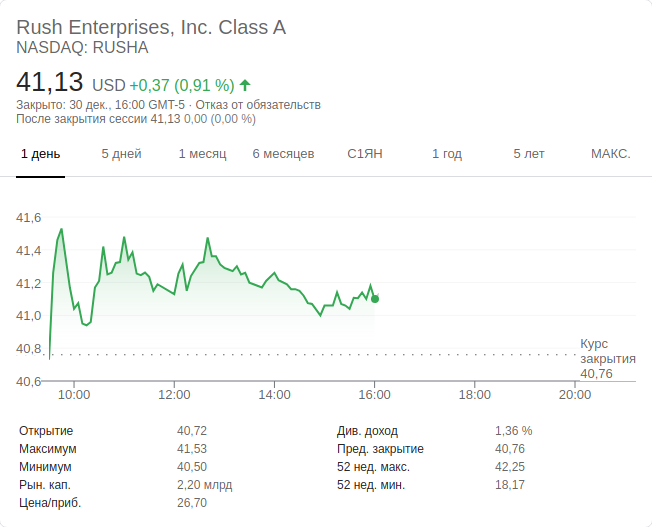 Rush Enterprises, Inc. Class A
NASDAQ: RUSHA
41,13 USD +0,37 (0,91 %) ↑
Закрыто: 30 дек., 16:00 GMT-5 · Отказ от обязательств
После закрытия сессии 41,13 0,00 (0,00 %)
1 день 5 дней 1 месяц 6 месяцев С1ЯН 1 год 5 лет МАКС.
41,6
41,4
41,2
41,0
40,8
40,6
Курс
закрытия
40,76
10:00 12:00 14:00 16:00 18:00 20:00
Открытие 40,72 Див. доход 1,36 %
Максимум 41,53 Пред. закрытие 40,76
Минимум 40,50 52 нед. макс. 42,25
Рын. кап. 2,20 млрд 52 нед. мин. 18,17
Цена/приб. 26,70